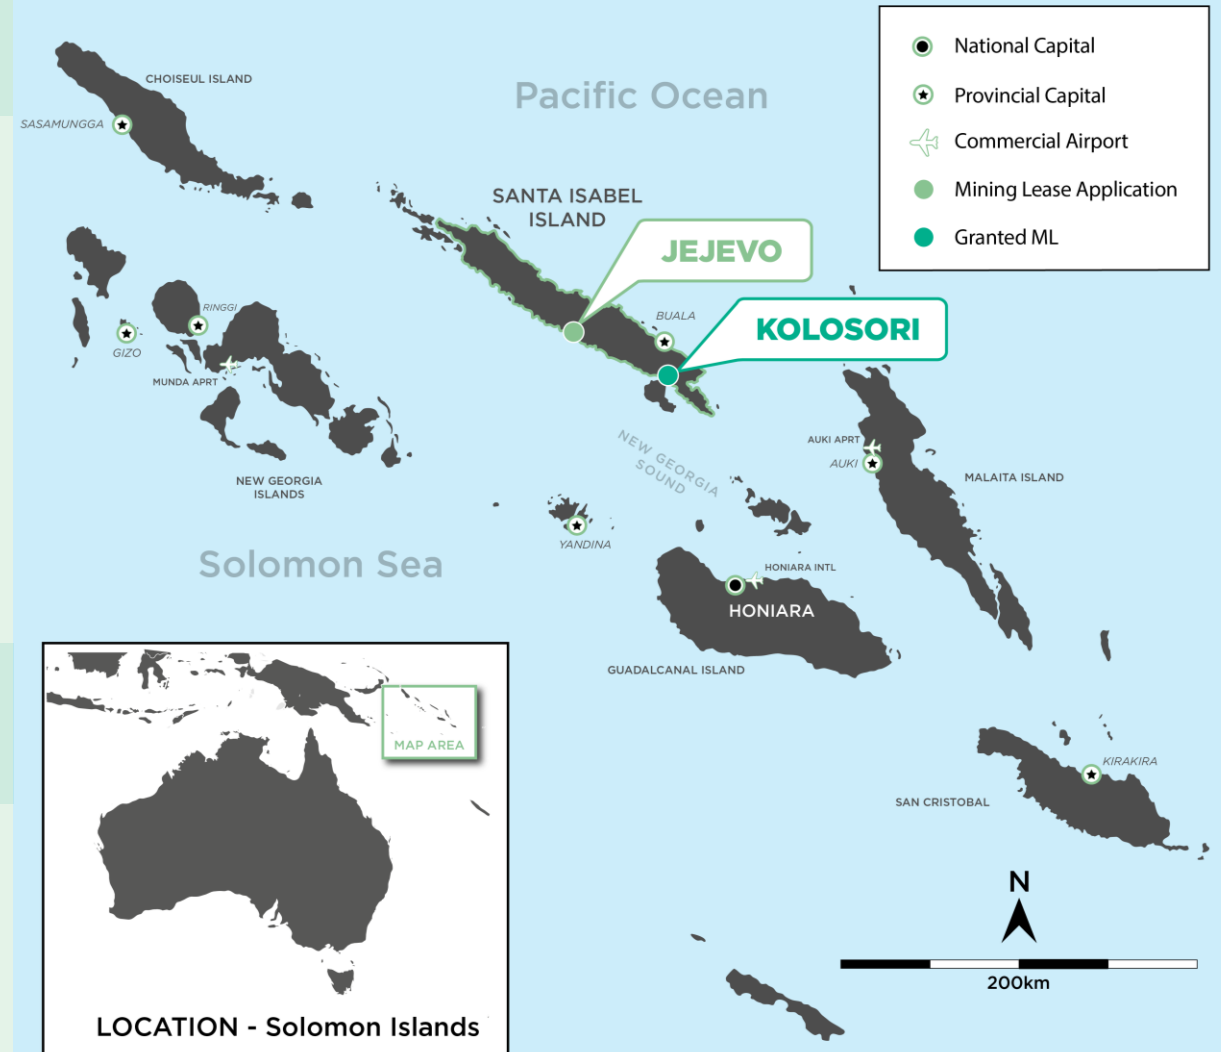 National Capital
Provincial Capital
Commercial Airport
Mining Lease Application
Granted ML
CHOISEUL ISLAND
Pacific Ocean
SASAMUNGGA
SANTA ISABEL
ISLAND
JEJEVO
RINGGI
BUALA
KOLOSORI
GIZO
MUNDA APRT
NEW GEORGIA
SOUND
AUKI APRT
AUKI
MALAITA ISLAND
NEW GEORGIA
ISLANDS
YANDINA
Solomon Sea
HONIARA INTL
HONIARA
GUADALCANAL ISLAND
MAP AREA
KIRAKIRA
SAN CRISTOBAL
N
200km
LOCATION - Solomon Islands